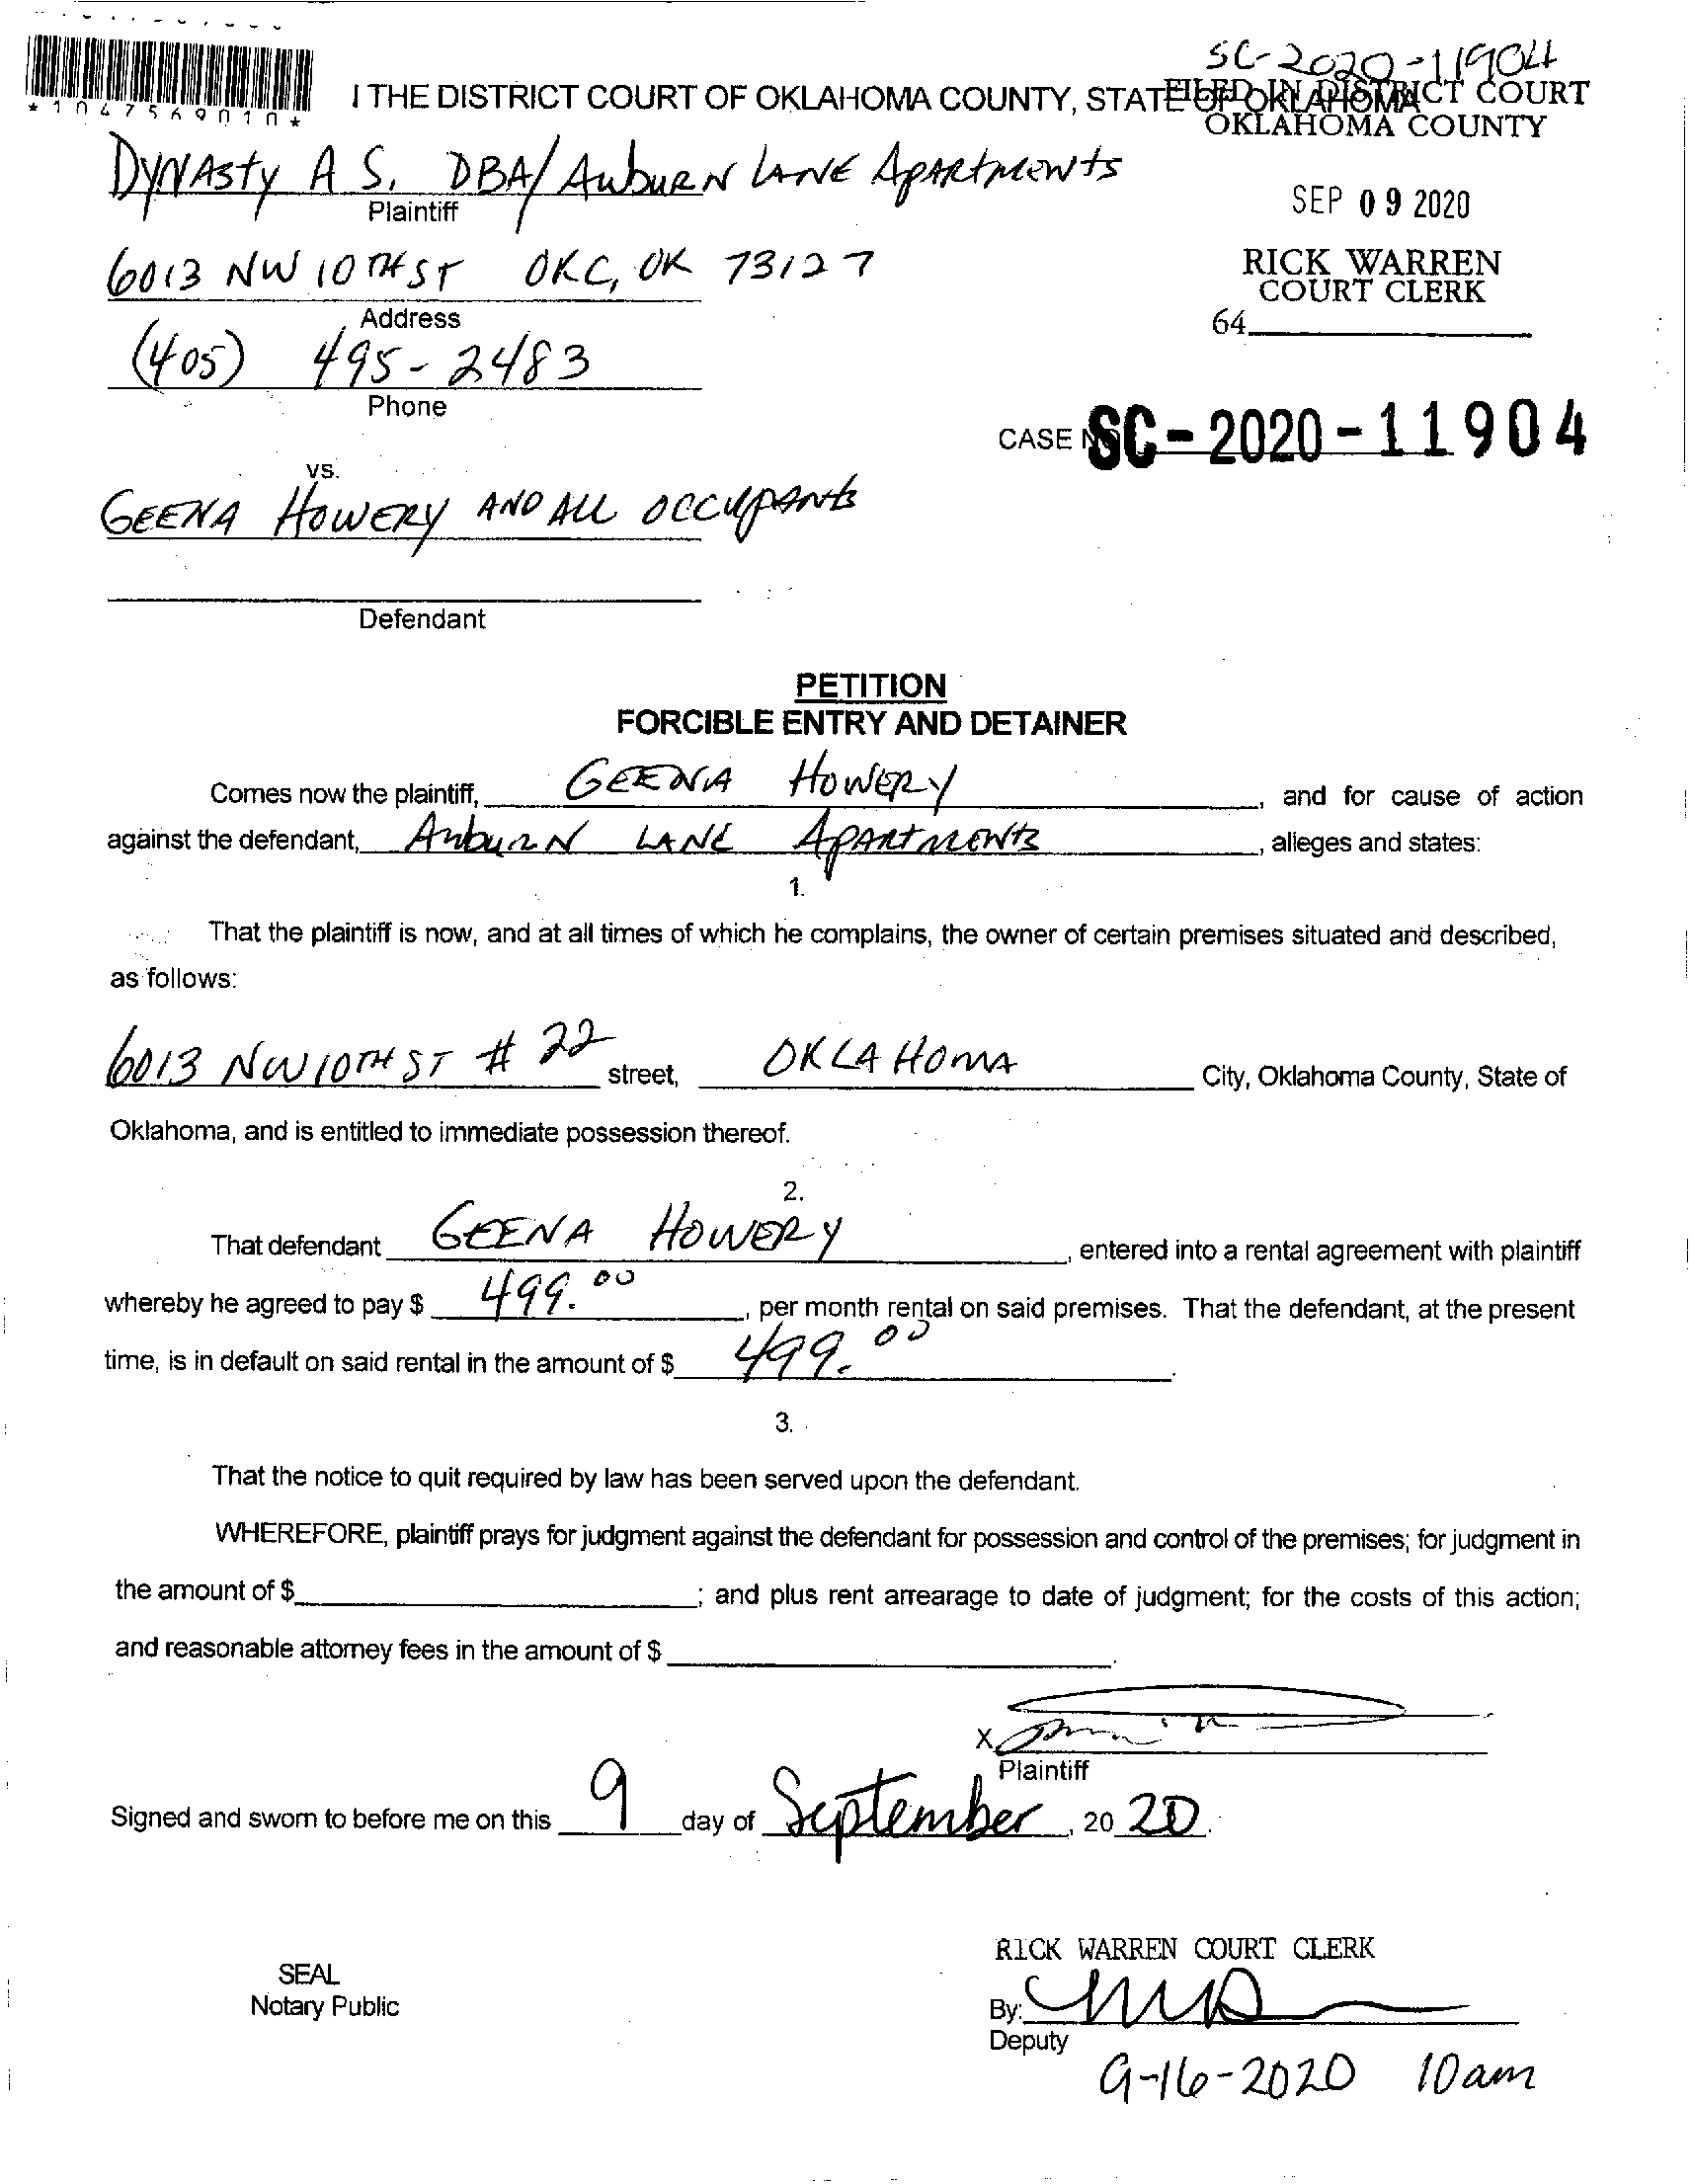 SC-2020-11904
*1047569010*
I THE DISTRICT COURT OF OKLAHOMA COUNTY, STATE OF OKLAHOMA
FILED IN DISTRICT COURT
OKLAHOMA COUNTY
DYNASTY A S. DBA/ AUBURN LANE APARTMENTS
Plaintiff
SEP 09 2020
6013 NW 10TH ST OKC, OK 73127
RICK WARREN
COURT CLERK
Address
64
(405) 495-2483
Phone
CASE NO SC-2020-11904
vs.
GEENA HOWERY AND ALL OCCUPANTS
Defendant
PETITION
FORCIBLE ENTRY AND DETAINER
Comes now the plaintiff, GEENA HOWERY, and for cause of action
against the defendant, AUBURN LANE APARTMENTS, alleges and states:
1.
That the plaintiff is now, and at all times of which he complains, the owner of certain premises situated and described,
as follows:
6013 NW 10TH ST # 22 street, OKLAHOMA City, Oklahoma County, State of
Oklahoma, and is entitled to immediate possession thereof.
2.
That defendant GEENA HOWERY, entered into a rental agreement with plaintiff
whereby he agreed to pay $ 499.00, per month rental on said premises. That the defendant, at the present
time, is in default on said rental in the amount of $ 499.00.
3.
That the notice to quit required by law has been served upon the defendant.
WHEREFORE, plaintiff prays for judgment against the defendant for possession and control of the premises; for judgment in
the amount of $ ; and plus rent arrearage to date of judgment; for the costs of this action;
and reasonable attorney fees in the amount of $ .
X
Plaintiff
Signed and sworn to before me on this 9 day of September, 20 20.
RICK WARREN COURT CLERK
SEAL
Notary Public
By:
Deputy
9-16-2020 10am